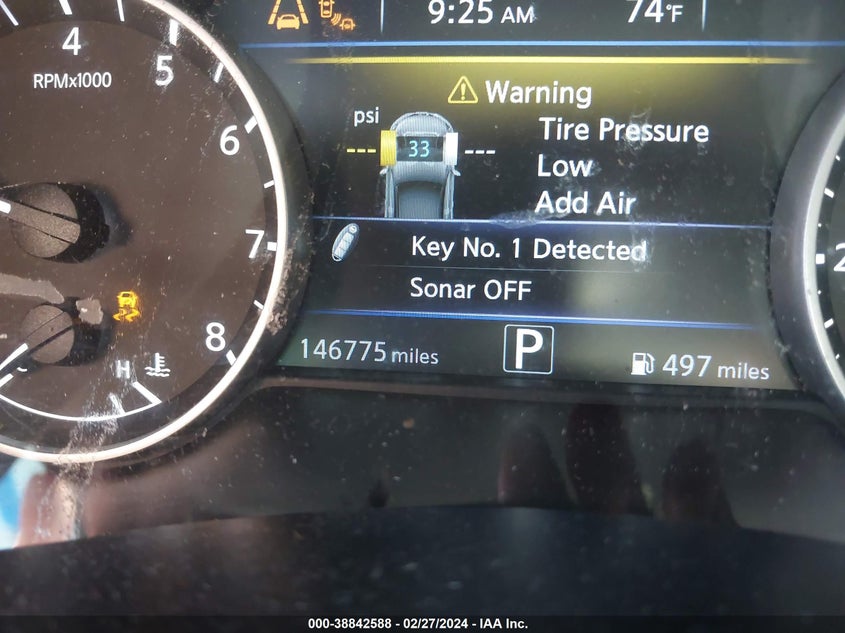 9:25 AM 74°F
4
5
RPMx1000
6
7
8
H
Warning
psi
--- 33 ---
Tire Pressure
Low
Add Air
Key No. 1 Detected
Sonar OFF
146775 miles P 497 miles
2
000-38842588 - 02/27/2024 - IAA Inc.